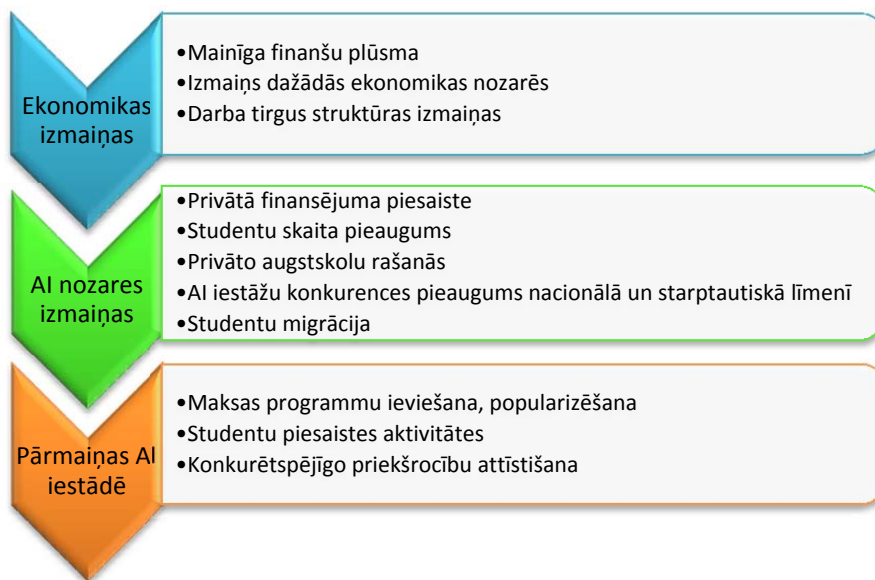 Ekonomikas
izmaiņas
•Mainīga finanšu plūsma
•Izmaiņs dažādās ekonomikas nozarēs
•Darba tirgus struktūras izmaiņas
AI nozares
izmaiņas
•Privātā finansējuma piesaiste
•Studentu skaita pieaugums
•Privāto augstskolu rašanās
•AI iestāžu konkurences pieaugums nacionālā un starptautiskā līmenī
•Studentu migrācija
Pārmaiņas AI
iestādē
•Maksas programmu ieviešana, popularizēšana
•Studentu piesaistes aktivitātes
•Konkurētspējīgo priekšrocību attīstišana